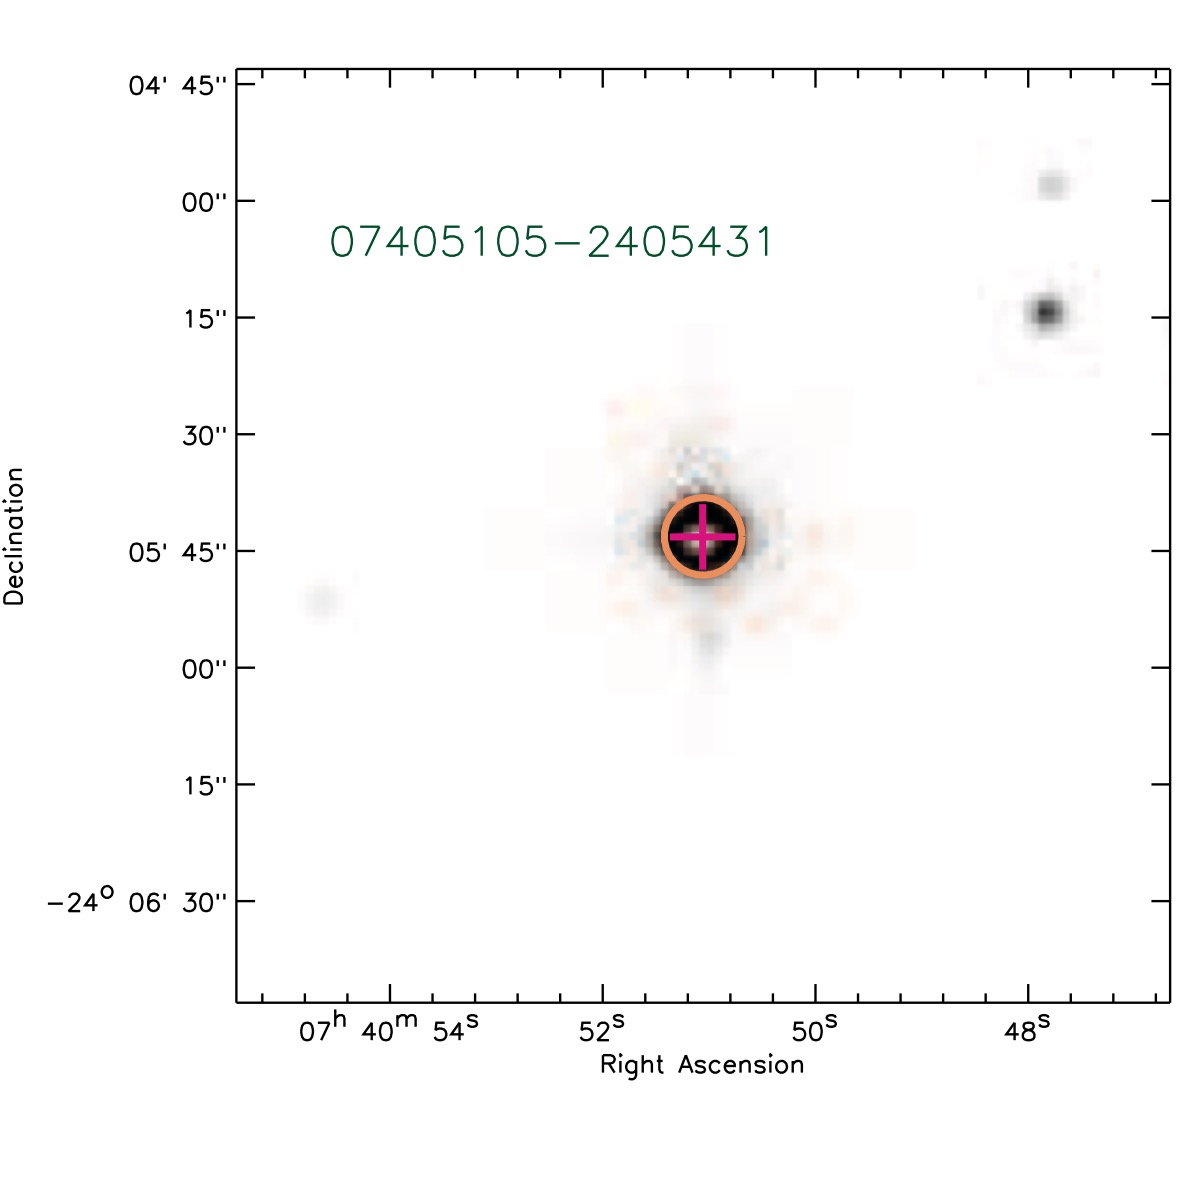 04' 45"
00"
07405105-2405431
15"
30"
05' 45"
00"
15"
-24° 06' 30"
Declination
07h 40m 54s
52s
50s
48s
Right Ascension